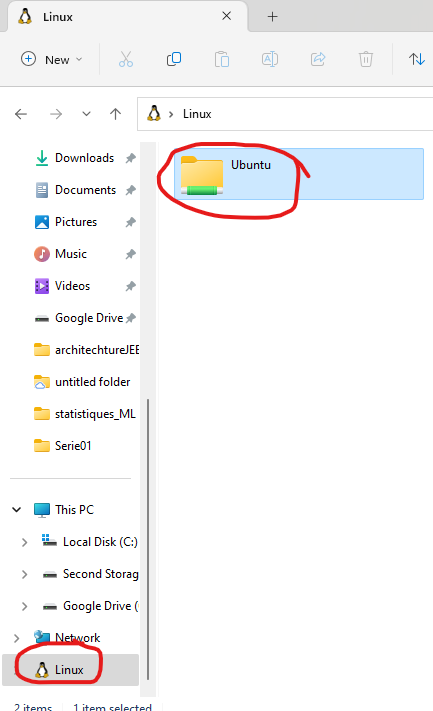 Linux
New
Linux
Downloads
Ubuntu
Documents
Pictures
Music
Videos
Google Drive
architechtureJEE
untitled folder
statistiques_ML
Serie01
This PC
Local Disk (C:)
Second Storag
Google Drive (
Network
Linux
2 items
1 item selected